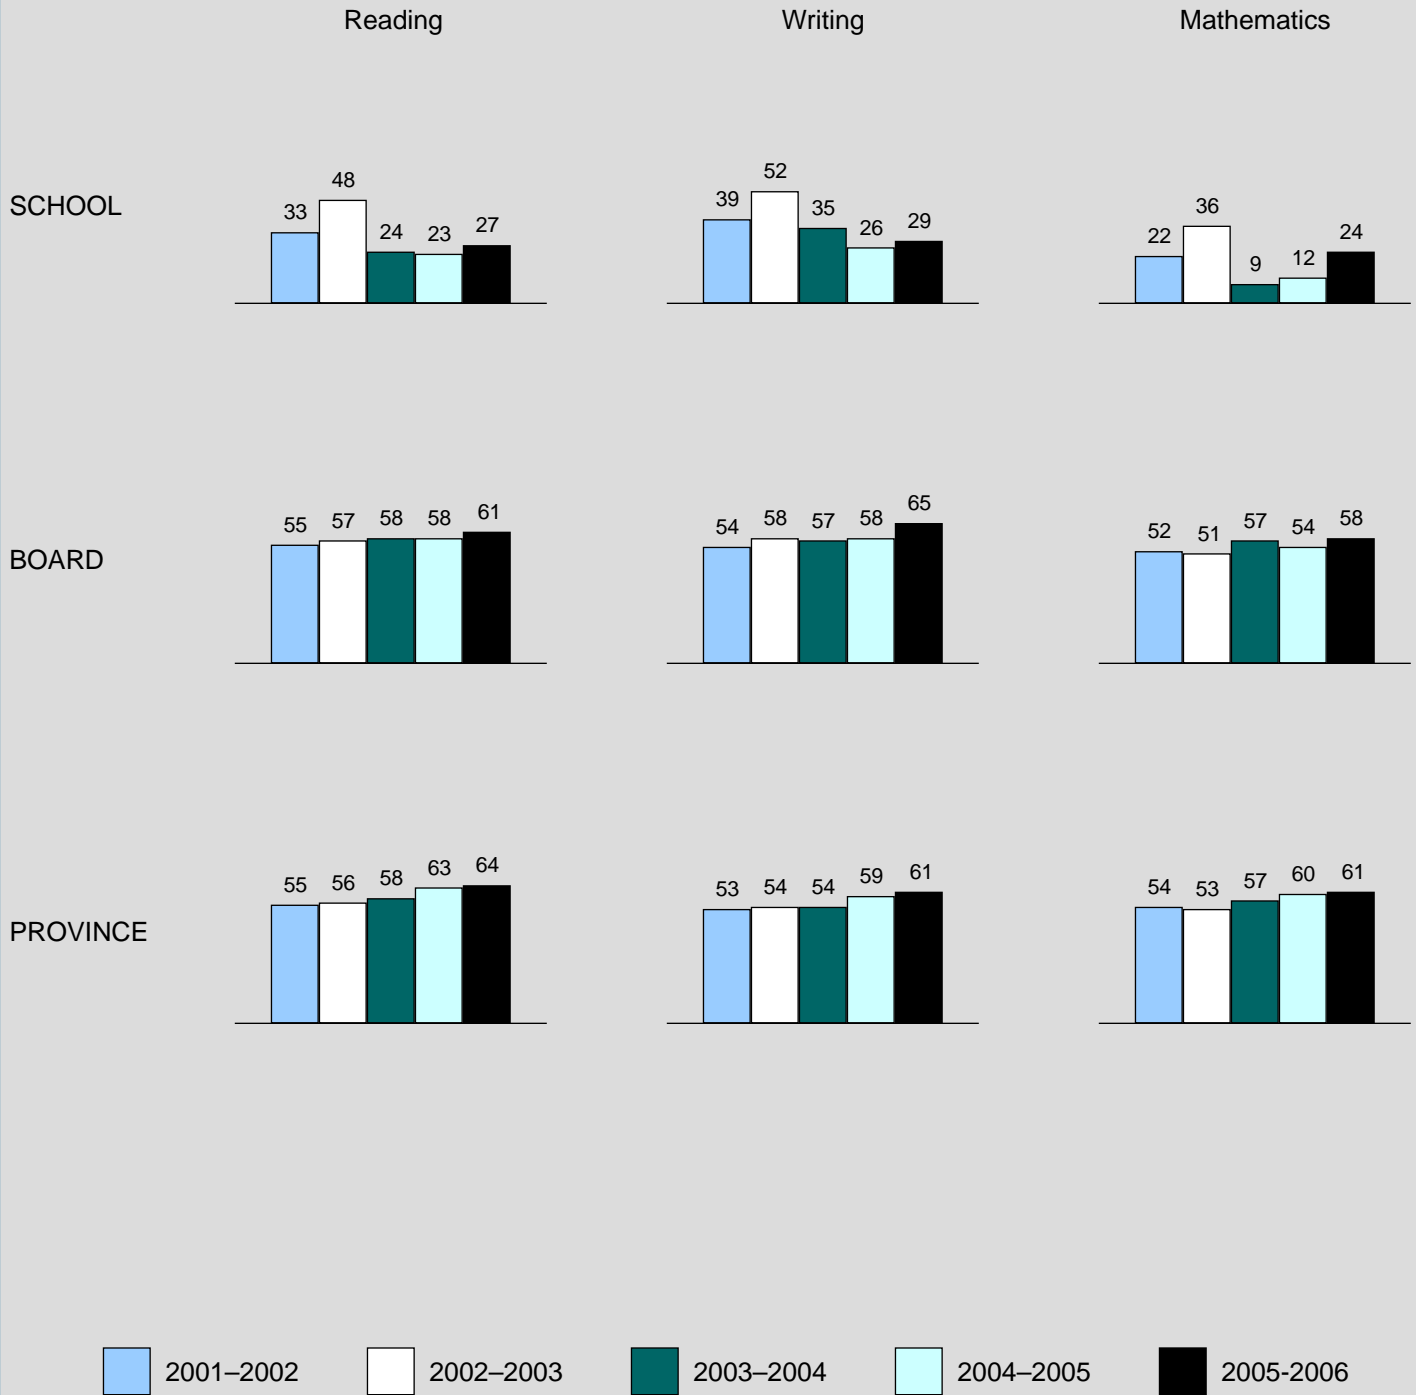 Reading Writing Mathematics
SCHOOL
33 48 24 23 27
39 52 35 26 29
22 36 9 12 24
BOARD
55 57 58 58 61
54 58 57 58 65
52 51 57 54 58
PROVINCE
55 56 58 63 64
53 54 54 59 61
54 53 57 60 61
2001–2002 2002–2003 2003–2004 2004–2005 2005-2006